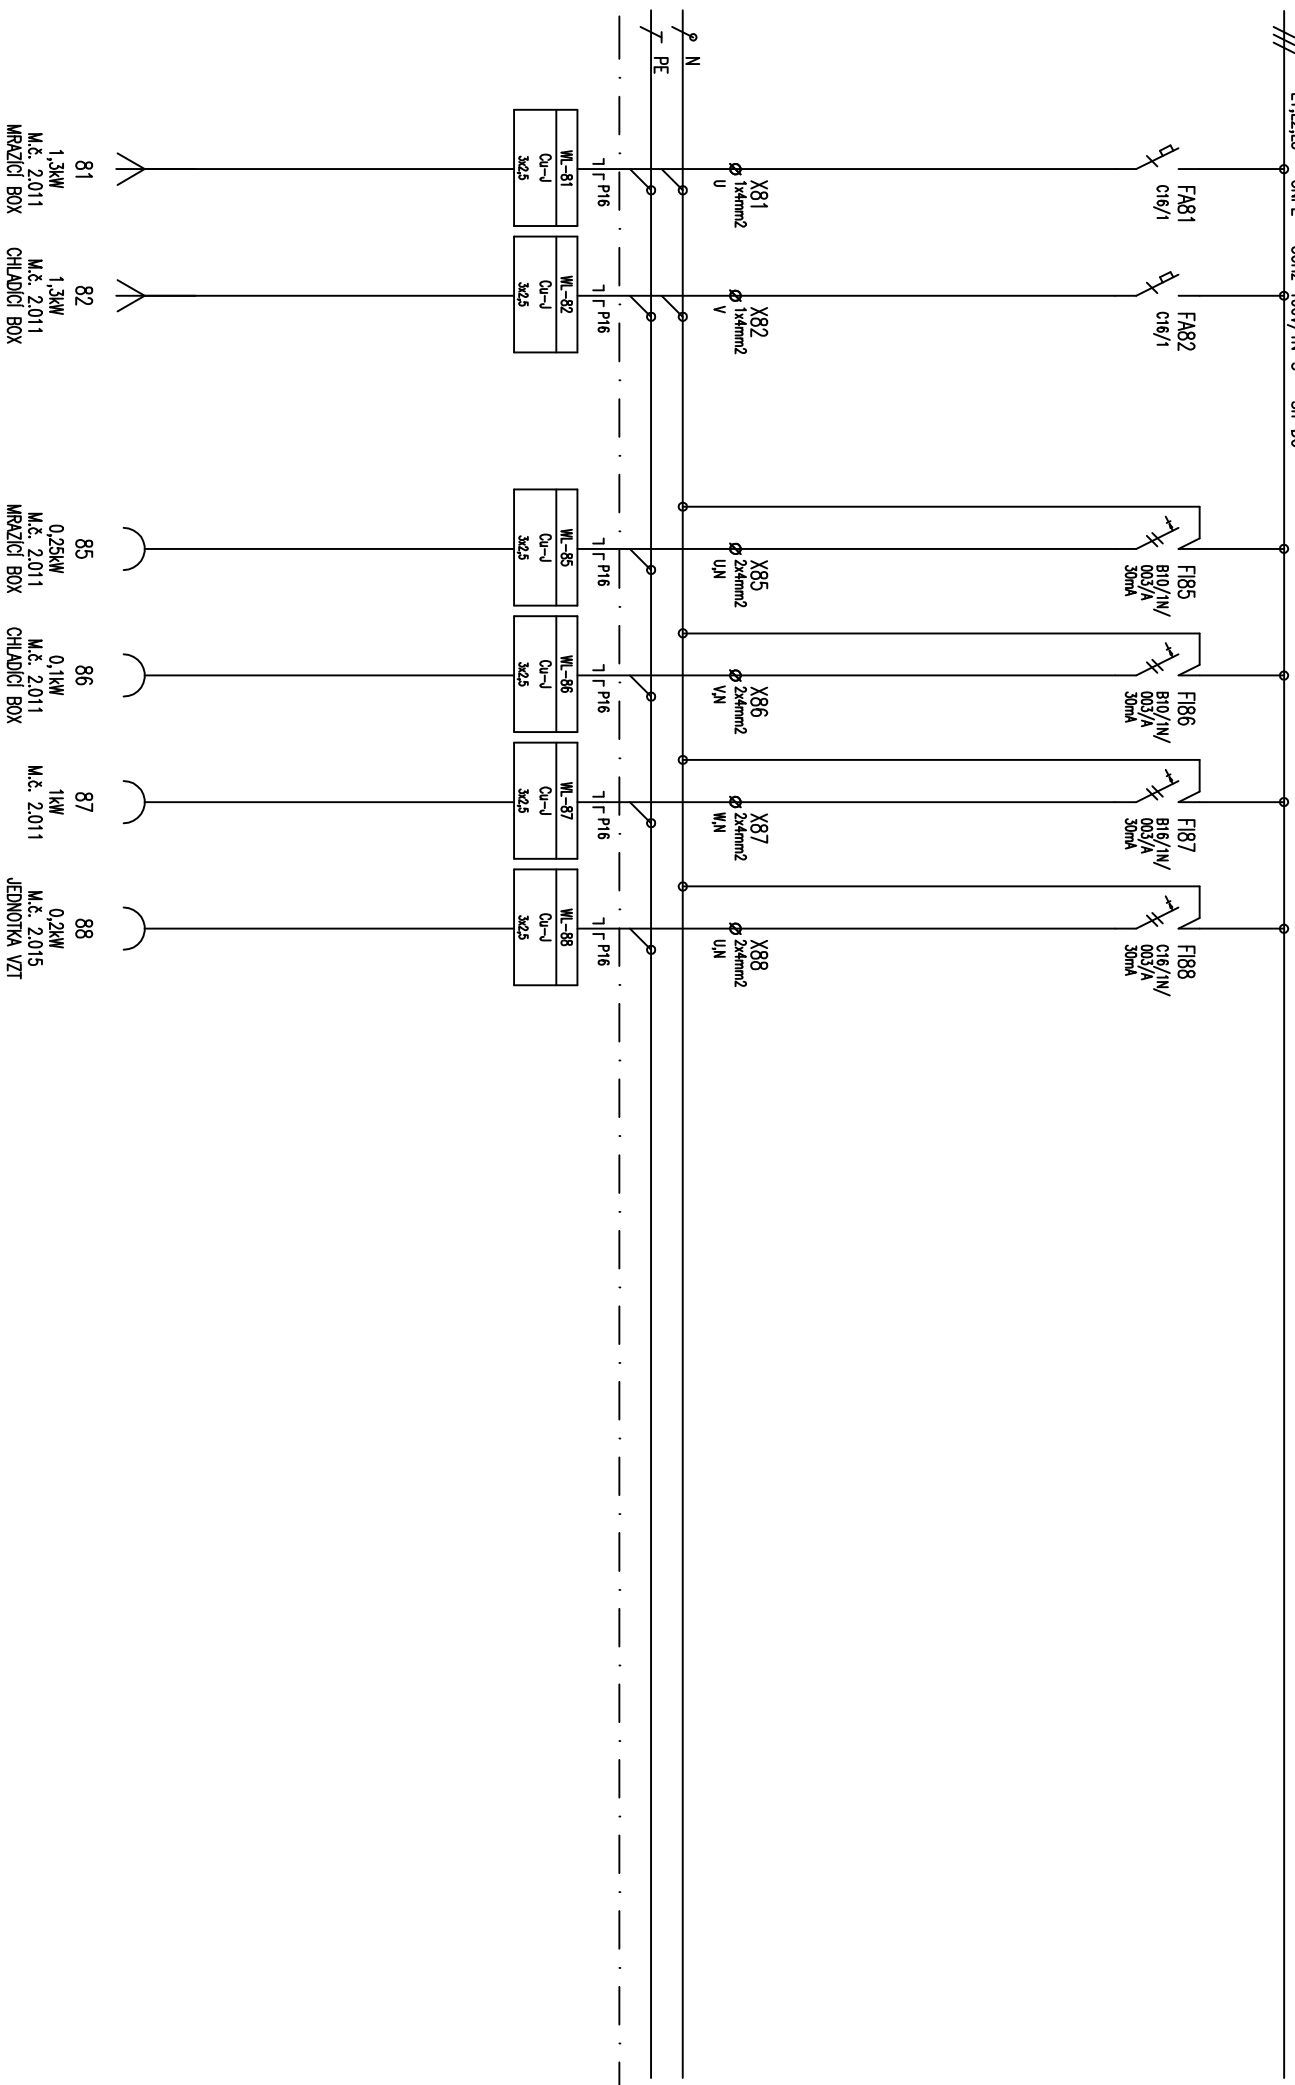 N
PE
FA81
C16/1
FA82
C16/1
FI85
B10/1N/
003/A
30mA
FI86
B10/1N/
003/A
30mA
FI87
B16/1N/
003/A
30mA
FI88
C16/1N/
003/A
30mA
X81
1x4mm2
U
X82
1x4mm2
V
X85
2x4mm2
U,N
X86
2x4mm2
V,N
X87
2x4mm2
W,N
X88
2x4mm2
U,N
P16
P16
P16
P16
P16
P16
WL-81
Cu-J
3x2,5
WL-82
Cu-J
3x2,5
WL-85
Cu-J
3x2,5
WL-86
Cu-J
3x2,5
WL-87
Cu-J
3x2,5
WL-88
Cu-J
3x2,5
81
1,3kW
M.č. 2.011
MRAZÍCÍ BOX
82
1,3kW
M.č. 2.011
CHLADÍCÍ BOX
85
0,25kW
M.č. 2.011
MRAZÍCÍ BOX
86
0,1kW
M.č. 2.011
CHLADÍCÍ BOX
87
1kW
M.č. 2.011
88
0,2kW
M.č. 2.015
JEDNOTKA VZT